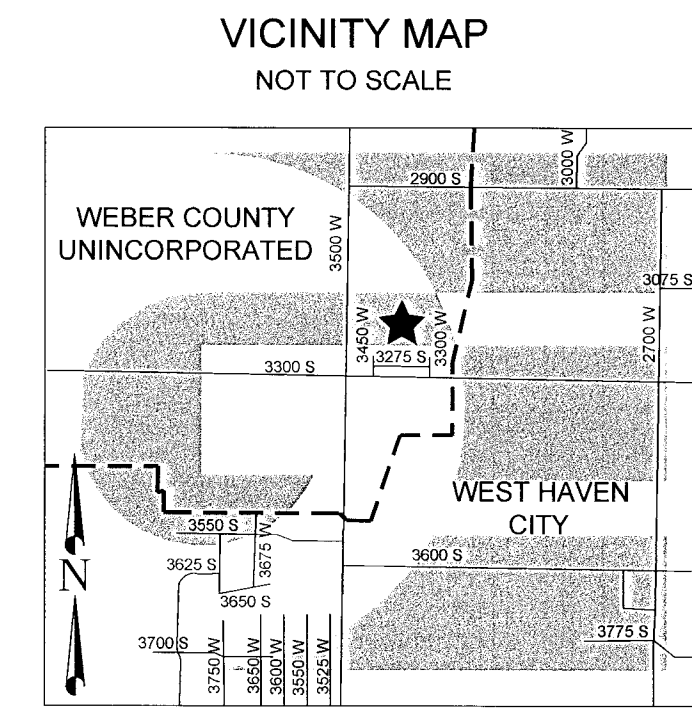 VICINITY MAP
NOT TO SCALE
3000 W
2900 S
WEBER COUNTY
UNINCORPORATED
3500 W
3075 S
3450 W
3300 W
2700 W
3275 S
3300 S
WEST HAVEN
CITY
3550 S
3675 W
3600 S
3625 S
N
3650 S
3775 S
3700 S
3750 W
3650 W
3600 W
3550 W
3525 W